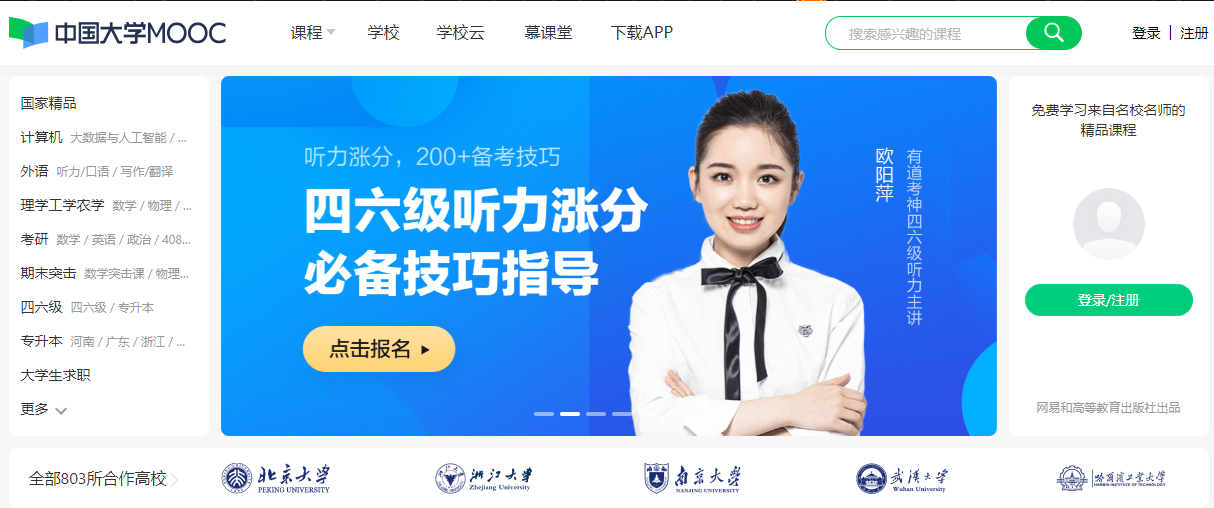 中国大学MOOC
课程
学校
学校云
慕课堂
下载APP
搜索感兴趣的课程
登录 | 注册
国家精品
计算机 大数据与人工智能 / ...
外语 听力/口语 / 写作/翻译
理学工学农学 数学 / 物理 / ...
考研 数学 / 英语 / 政治 / 408...
期末突击 数学突击课 / 物理...
四六级 四六级 / 专升本
专升本 河南 / 广东 / 浙江 / ...
大学生求职
更多
听力涨分，200+备考技巧
四六级听力涨分
必备技巧指导
点击报名
欧阳萍
有道考神四六级听力主讲
免费学习来自名校名师的
精品课程
登录/注册
网易和高等教育出版社出品
全部803所合作高校
北京大学
PEKING UNIVERSITY
浙江大学
Zhejiang University
南京大学
NANJING UNIVERSITY
武汉大学
Wuhan University
哈尔滨工业大学
HARBIN INSTITUTE OF TECHNOLOGY